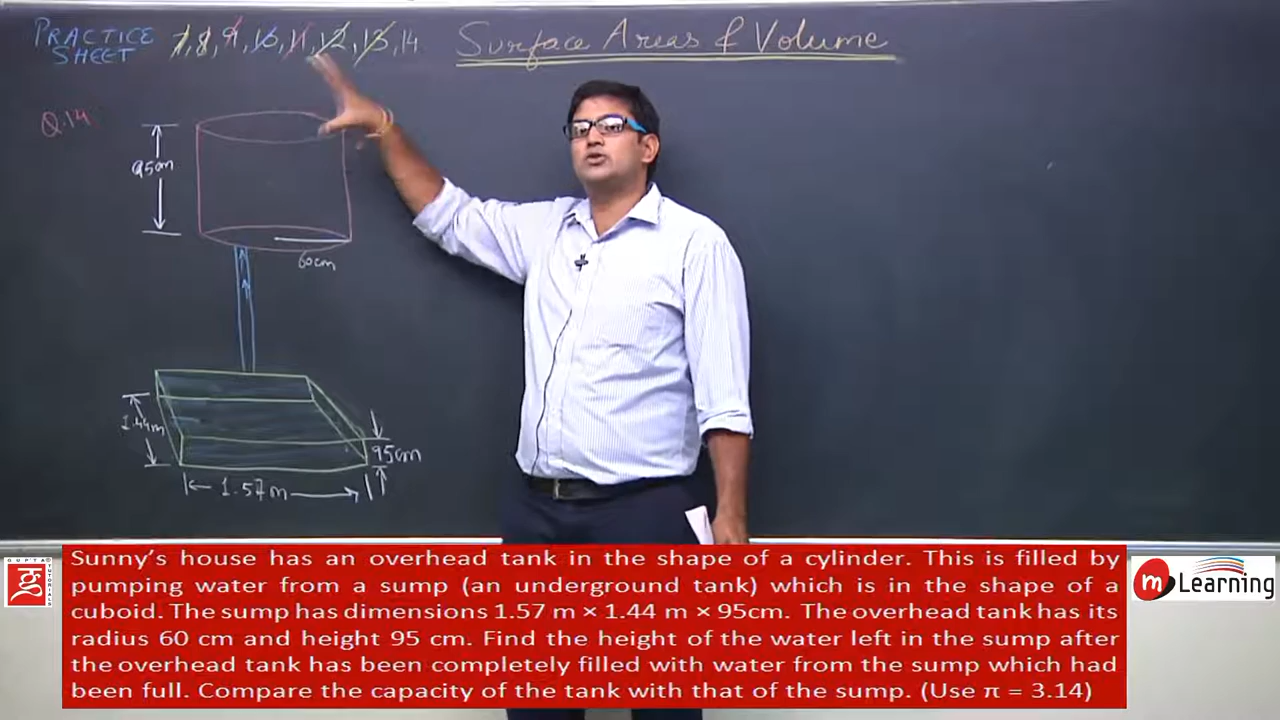 PRACTICE SHEET 7, 8, 9, 10, 11, 12, 13, 14
Surface Areas & Volume
Q.14
95cm
60cm
1.44m
95cm
1.57m
Sunny's house has an overhead tank in the shape of a cylinder. This is filled by
pumping water from a sump (an underground tank) which is in the shape of a
cuboid. The sump has dimensions 1.57 m × 1.44 m × 95cm. The overhead tank has its
radius 60 cm and height 95 cm. Find the height of the water left in the sump after
the overhead tank has been completely filled with water from the sump which had
been full. Compare the capacity of the tank with that of the sump. (Use π = 3.14)
GUPTA
TUTORIALS
m Learning